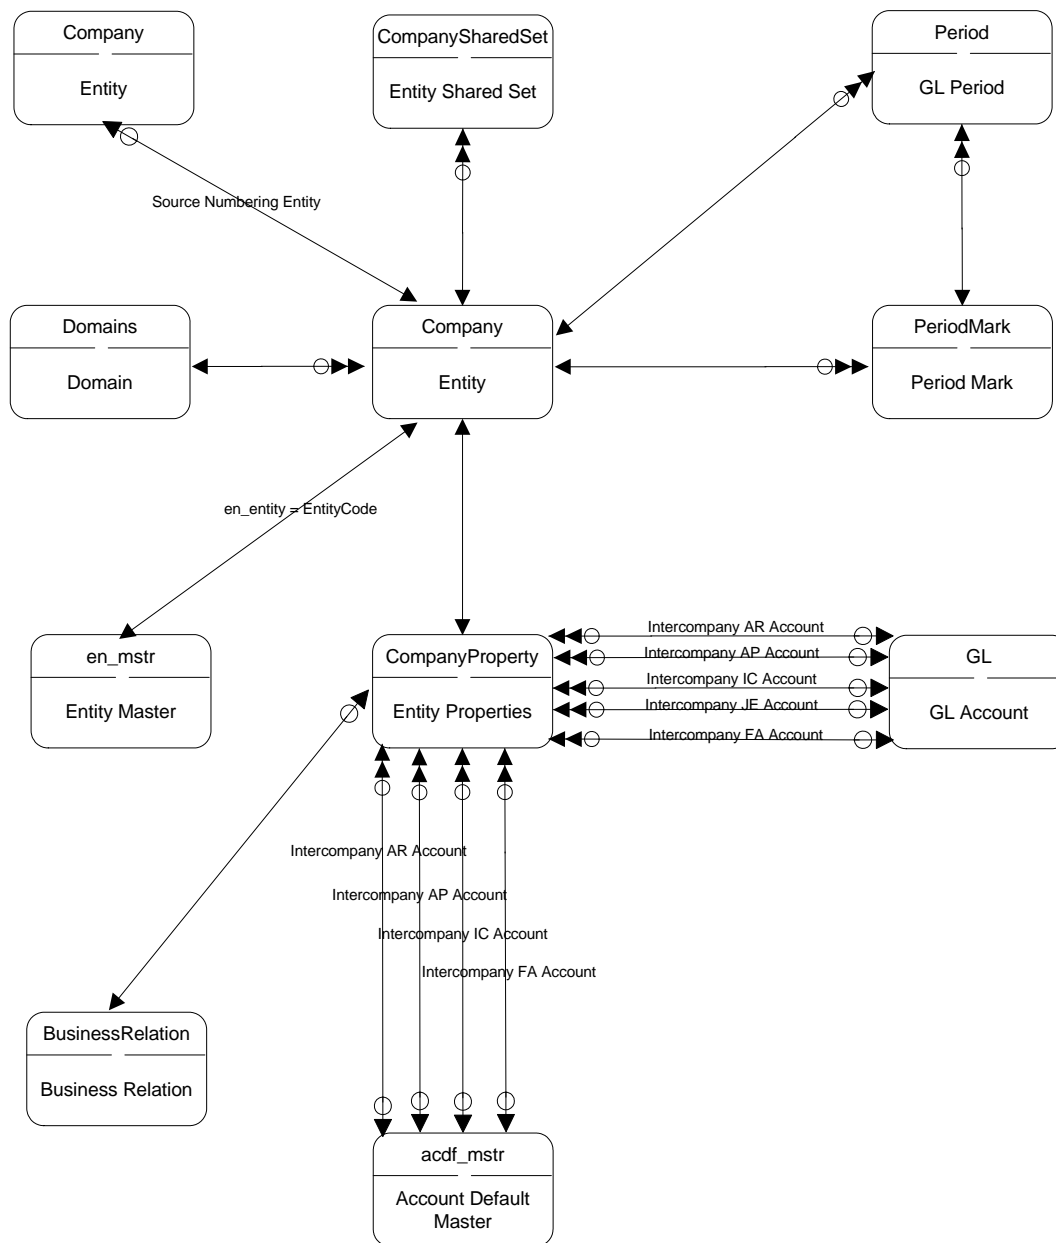 Company
Entity
CompanySharedSet
Entity Shared Set
Period
GL Period
Source Numbering Entity
Domains
Domain
Company
Entity
PeriodMark
Period Mark
en_entity = EntityCode
en_mstr
Entity Master
CompanyProperty
Entity Properties
Intercompany AR Account
Intercompany AP Account
Intercompany IC Account
Intercompany JE Account
Intercompany FA Account
GL
GL Account
Intercompany AR Account
Intercompany AP Account
Intercompany IC Account
Intercompany FA Account
BusinessRelation
Business Relation
acdf_mstr
Account Default
Master